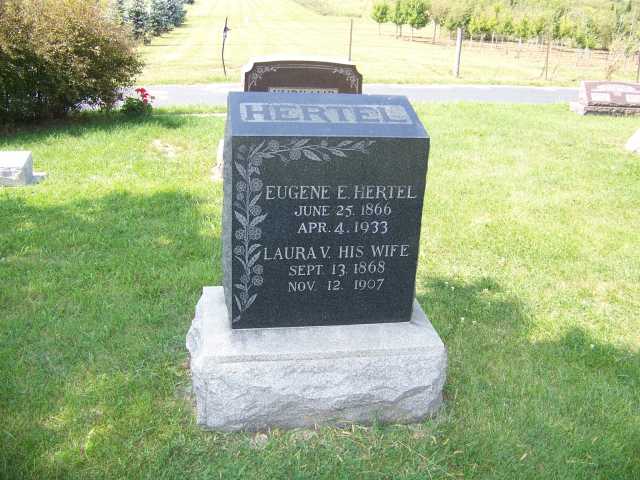 HERTEL
EUGENE E. HERTEL
JUNE 25, 1866
APR. 4, 1933
LAURA V. HIS WIFE
SEPT. 13, 1868
NOV. 12, 1907